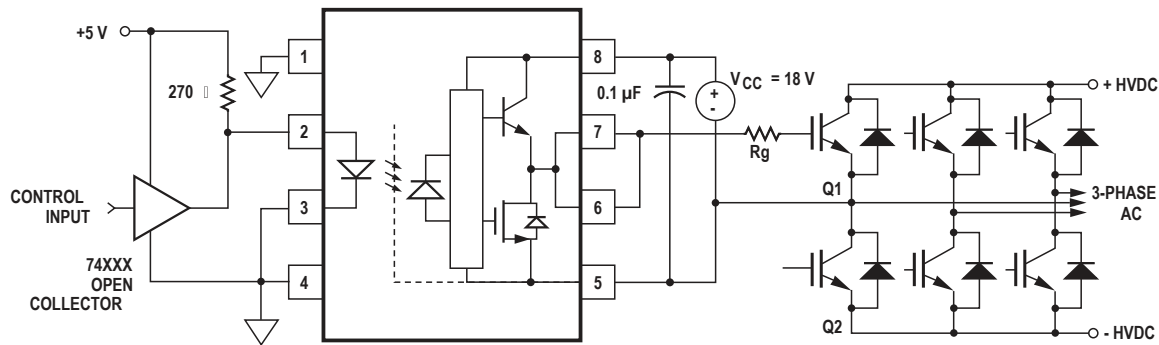 +5 V
270 ▯
CONTROL
INPUT
74XXX
OPEN
COLLECTOR
1
2
3
4
8
7
6
5
0.1 µF
VCC = 18 V
+
-
Rg
Q1
Q2
+ HVDC
3-PHASE
AC
- HVDC